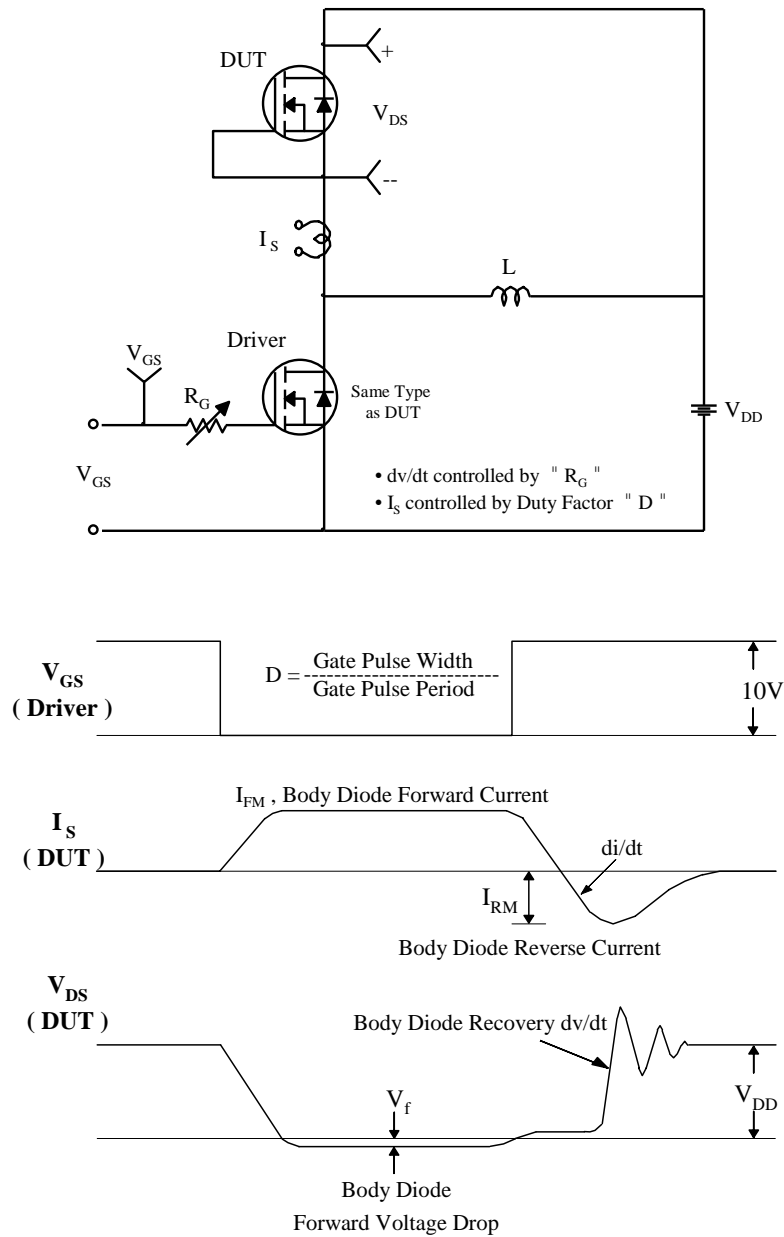 DUT
+
V_DS
--
I_S
L
Driver
V_GS
R_G
Same Type
as DUT
V_DD
V_GS
• dv/dt controlled by " R_G "
• I_S controlled by Duty Factor " D "
V_GS
( Driver )
D =
Gate Pulse Width
Gate Pulse Period
10V
I_FM , Body Diode Forward Current
I_S
( DUT )
di/dt
I_RM
Body Diode Reverse Current
V_DS
( DUT )
Body Diode Recovery dv/dt
V_f
V_DD
Body Diode
Forward Voltage Drop